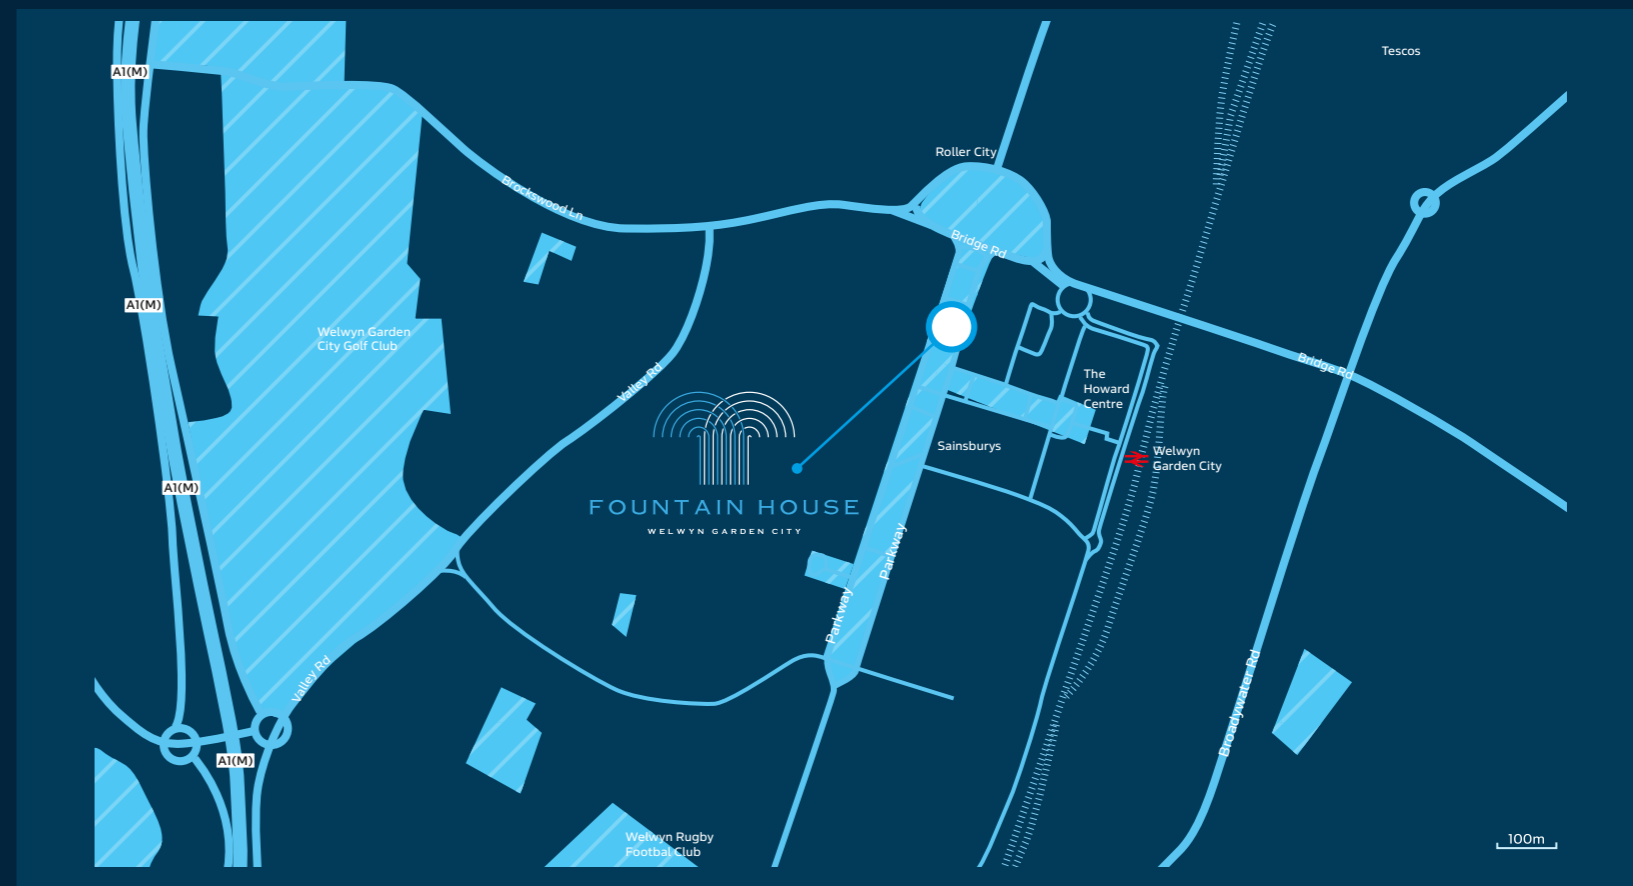 Tescos
A1(M)
Roller City
Brockswood Ln
Bridge Rd
A1(M)
Welwyn Garden
City Golf Club
Bridge Rd
Valley Rd
The
Howard
Centre
Sainsburys
Welwyn
Garden City
A1(M)
FOUNTAIN HOUSE
WELWYN GARDEN CITY
Parkway
Parkway
Valley Rd
Broadywater Rd
A1(M)
Welwyn Rugby
Footbal Club
100m